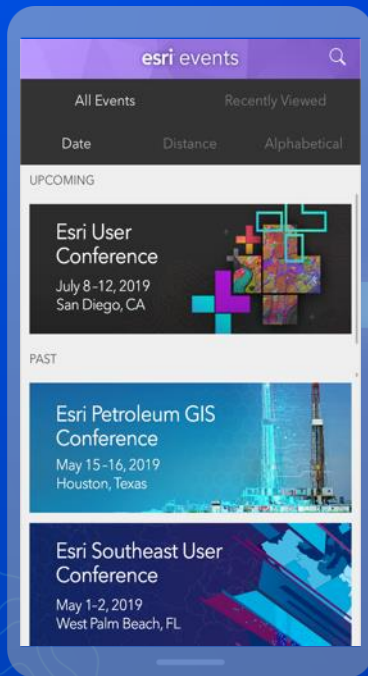 esri events
All Events Recently Viewed
Date Distance Alphabetical
UPCOMING
Esri User
Conference
July 8-12, 2019
San Diego, CA
PAST
Esri Petroleum GIS
Conference
May 15-16, 2019
Houston, Texas
Esri Southeast User
Conference
May 1-2, 2019
West Palm Beach, FL